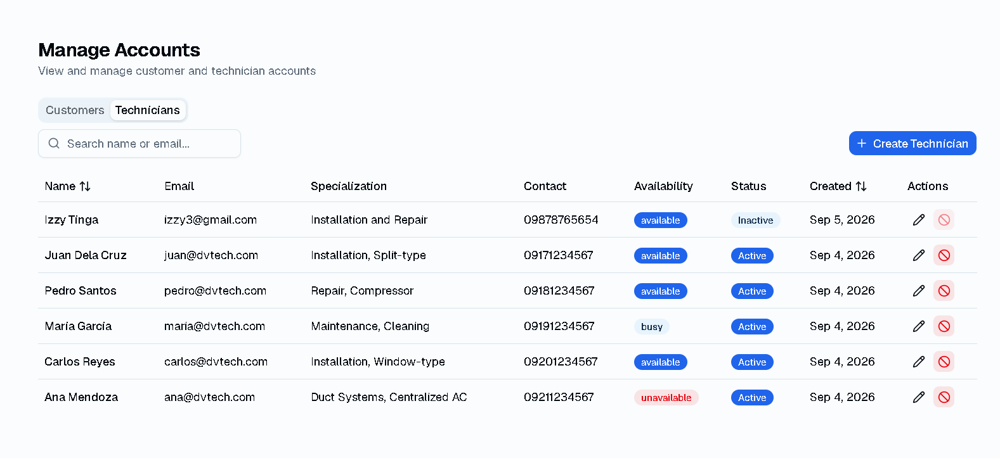 Manage Accounts
View and manage customer and technician accounts
Customers Technicians
Search name or email...
Create Technician
Name Email Specialization Contact Availability Status Created Actions
Izzy Tinga izzy3@gmail.com Installation and Repair 09878765654 available Inactive Sep 5, 2026
Juan Dela Cruz juan@dvtech.com Installation, Split-type 09171234567 available Active Sep 4, 2026
Pedro Santos pedro@dvtech.com Repair, Compressor 09181234567 available Active Sep 4, 2026
Maria Garcia maria@dvtech.com Maintenance, Cleaning 09191234567 busy Active Sep 4, 2026
Carlos Reyes carlos@dvtech.com Installation, Window-type 09201234567 available Active Sep 4, 2026
Ana Mendoza ana@dvtech.com Duct Systems, Centralized AC 09211234567 unavailable Active Sep 4, 2026